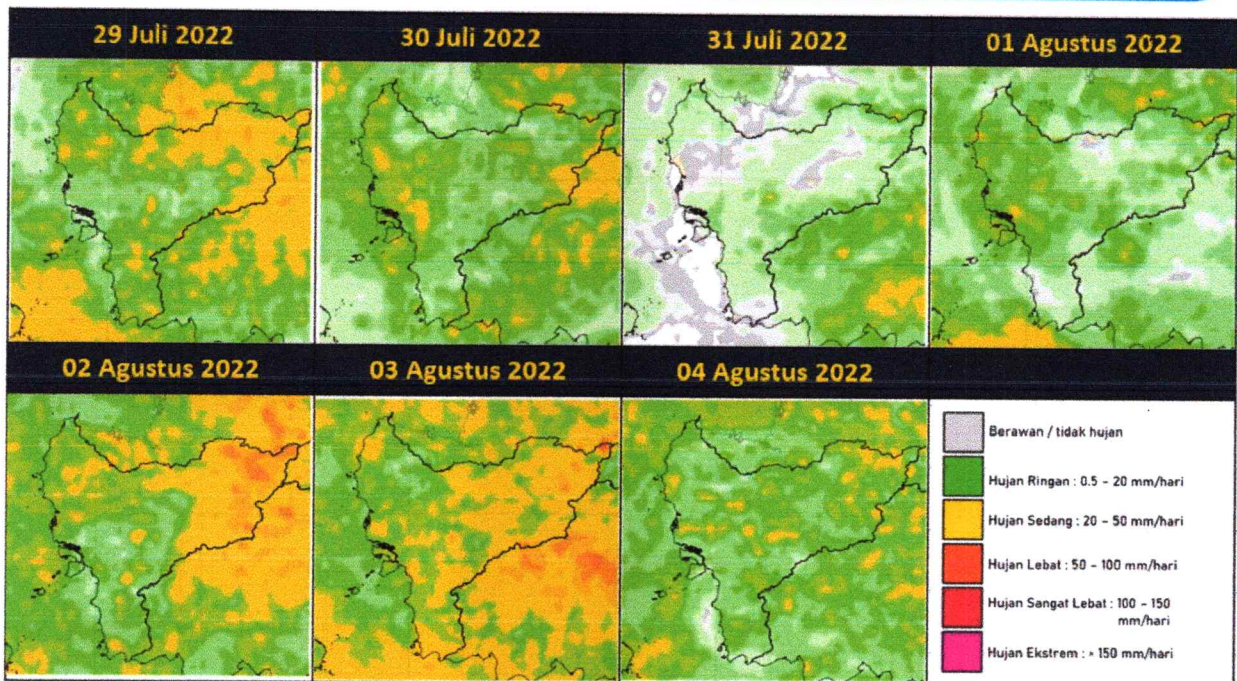 29 Juli 2022
30 Juli 2022
31 Juli 2022
01 Agustus 2022
02 Agustus 2022
03 Agustus 2022
04 Agustus 2022
Berawan / tidak hujan
Hujan Ringan : 0.5 - 20 mm/hari
Hujan Sedang : 20 - 50 mm/hari
Hujan Lebat : 50 - 100 mm/hari
Hujan Sangat Lebat : 100 - 150
mm/hari
Hujan Ekstrem : > 150 mm/hari